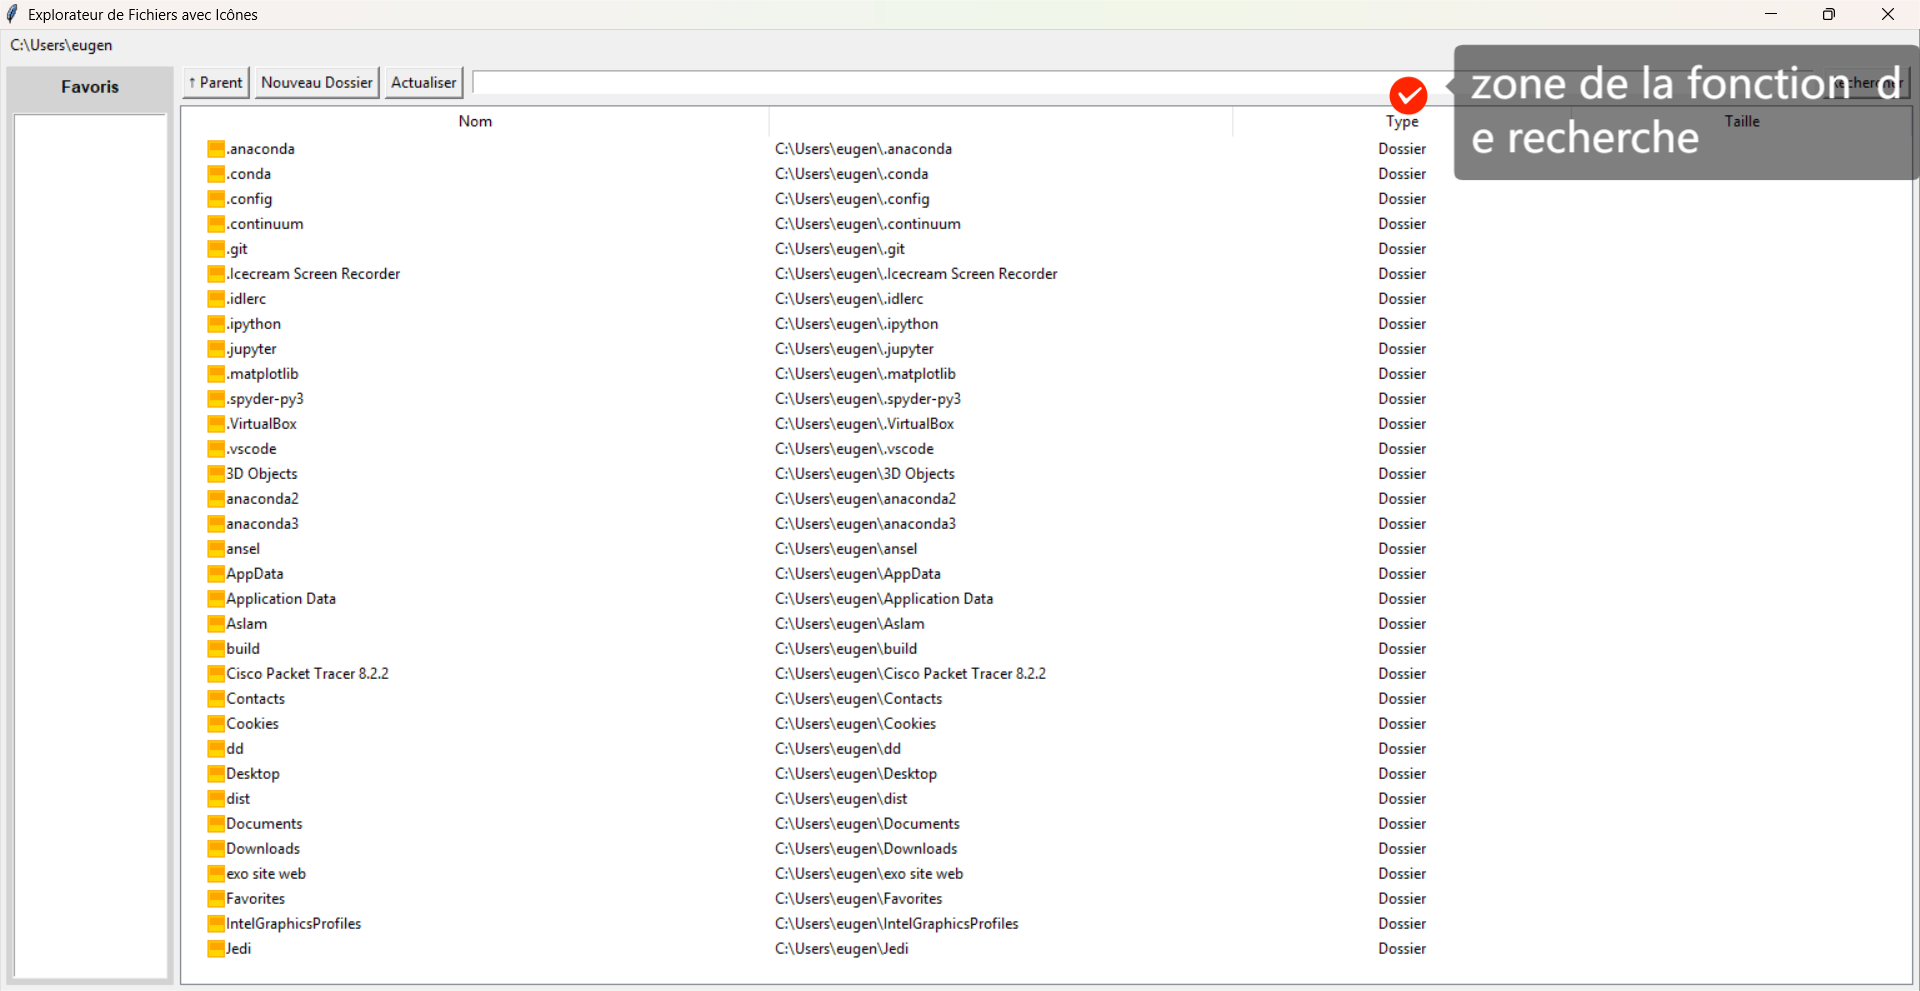 Explorateur de Fichiers avec Icônes
C:\Users\eugen
Favoris
↑ Parent Nouveau Dossier Actualiser Rechercher
zone de la fonction d
e recherche
Nom Type Taille
.anaconda C:\Users\eugen\.anaconda Dossier
.conda C:\Users\eugen\.conda Dossier
.config C:\Users\eugen\.config Dossier
.continuum C:\Users\eugen\.continuum Dossier
.git C:\Users\eugen\.git Dossier
.Icecream Screen Recorder C:\Users\eugen\.Icecream Screen Recorder Dossier
.idlerc C:\Users\eugen\.idlerc Dossier
.ipython C:\Users\eugen\.ipython Dossier
.jupyter C:\Users\eugen\.jupyter Dossier
.matplotlib C:\Users\eugen\.matplotlib Dossier
.spyder-py3 C:\Users\eugen\.spyder-py3 Dossier
.VirtualBox C:\Users\eugen\.VirtualBox Dossier
.vscode C:\Users\eugen\.vscode Dossier
3D Objects C:\Users\eugen\3D Objects Dossier
anaconda2 C:\Users\eugen\anaconda2 Dossier
anaconda3 C:\Users\eugen\anaconda3 Dossier
ansel C:\Users\eugen\ansel Dossier
AppData C:\Users\eugen\AppData Dossier
Application Data C:\Users\eugen\Application Data Dossier
Aslam C:\Users\eugen\Aslam Dossier
build C:\Users\eugen\build Dossier
Cisco Packet Tracer 8.2.2 C:\Users\eugen\Cisco Packet Tracer 8.2.2 Dossier
Contacts C:\Users\eugen\Contacts Dossier
Cookies C:\Users\eugen\Cookies Dossier
dd C:\Users\eugen\dd Dossier
Desktop C:\Users\eugen\Desktop Dossier
dist C:\Users\eugen\dist Dossier
Documents C:\Users\eugen\Documents Dossier
Downloads C:\Users\eugen\Downloads Dossier
exo site web C:\Users\eugen\exo site web Dossier
Favorites C:\Users\eugen\Favorites Dossier
IntelGraphicsProfiles C:\Users\eugen\IntelGraphicsProfiles Dossier
Jedi C:\Users\eugen\Jedi Dossier